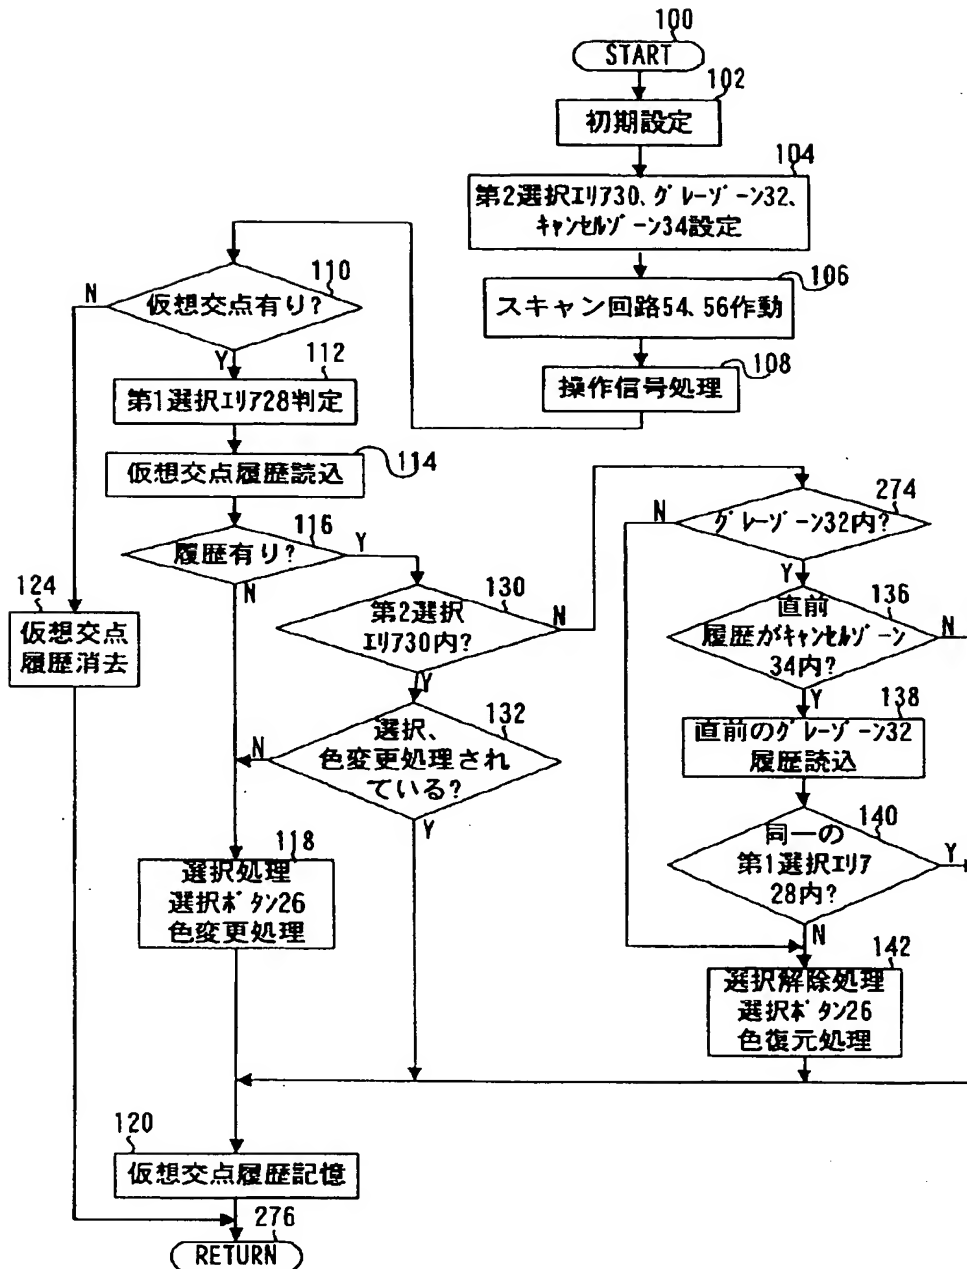 100
START
102
初期設定
104
第2選択ｴﾘｱ30、ｸﾞﾚｰｿﾞｰﾝ32、
ｷｬﾝｾﾙｿﾞｰﾝ34設定
106
スキャン回路54、56作動
108
操作信号処理
110
仮想交点有り?
N
Y
112
第1選択ｴﾘｱ28判定
114
仮想交点履歴読込
116
履歴有り?
Y
N
124
仮想交点
履歴消去
130
第2選択
ｴﾘｱ30内?
N
Y
132
選択、
色変更処理され
ている?
N
Y
118
選択処理
選択ﾎﾞﾀﾝ26
色変更処理
274
ｸﾞﾚｰｿﾞｰﾝ32内?
N
Y
136
直前
履歴がｷｬﾝｾﾙｿﾞｰﾝ
34内?
N
Y
138
直前のｸﾞﾚｰｿﾞｰﾝ32
履歴読込
140
同一の
第1選択ｴﾘｱ
28内?
Y
N
142
選択解除処理
選択ﾎﾞﾀﾝ26
色復元処理
120
仮想交点履歴記憶
276
RETURN